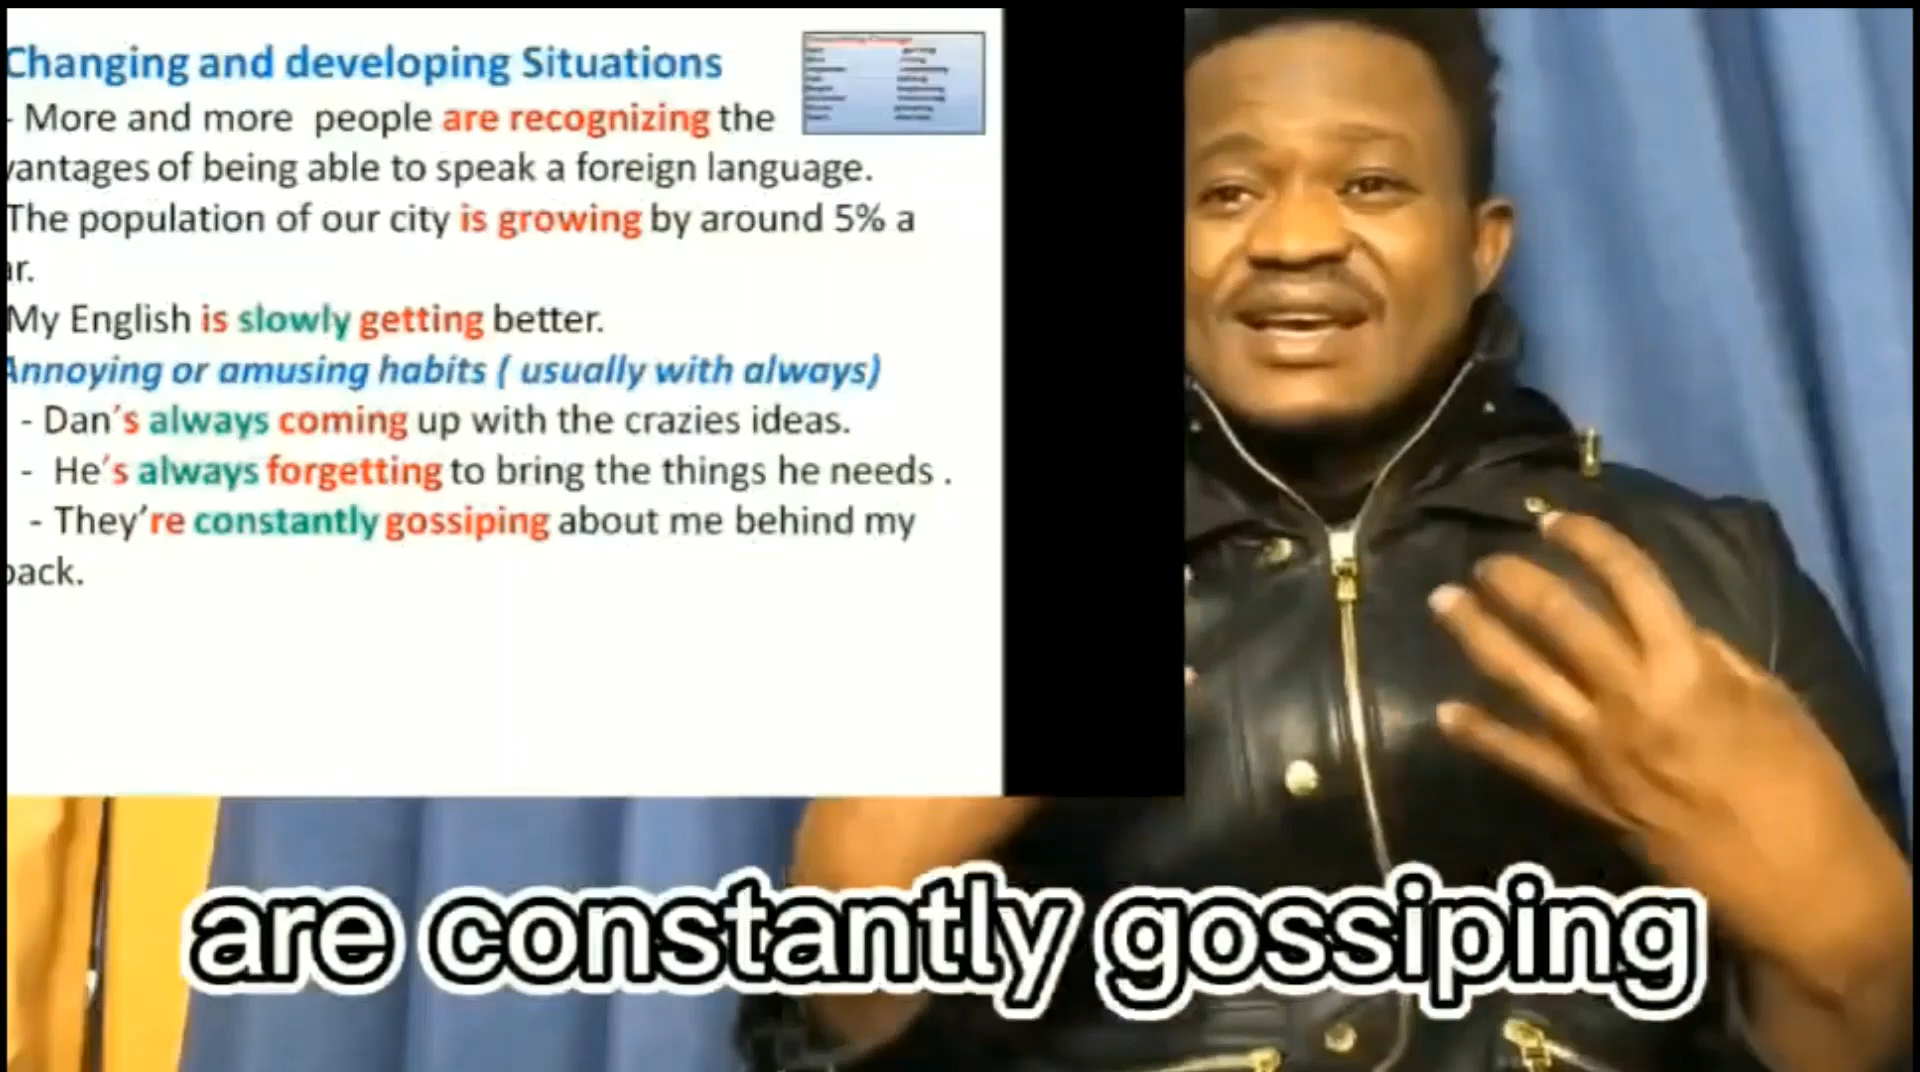 Changing and developing Situations
- More and more people are recognizing the
vantages of being able to speak a foreign language.
The population of our city is growing by around 5% a
ar.
My English is slowly getting better.
Annoying or amusing habits ( usually with always)
- Dan's always coming up with the crazies ideas.
- He's always forgetting to bring the things he needs .
- They're constantly gossiping about me behind my
back.
are constantly gossiping